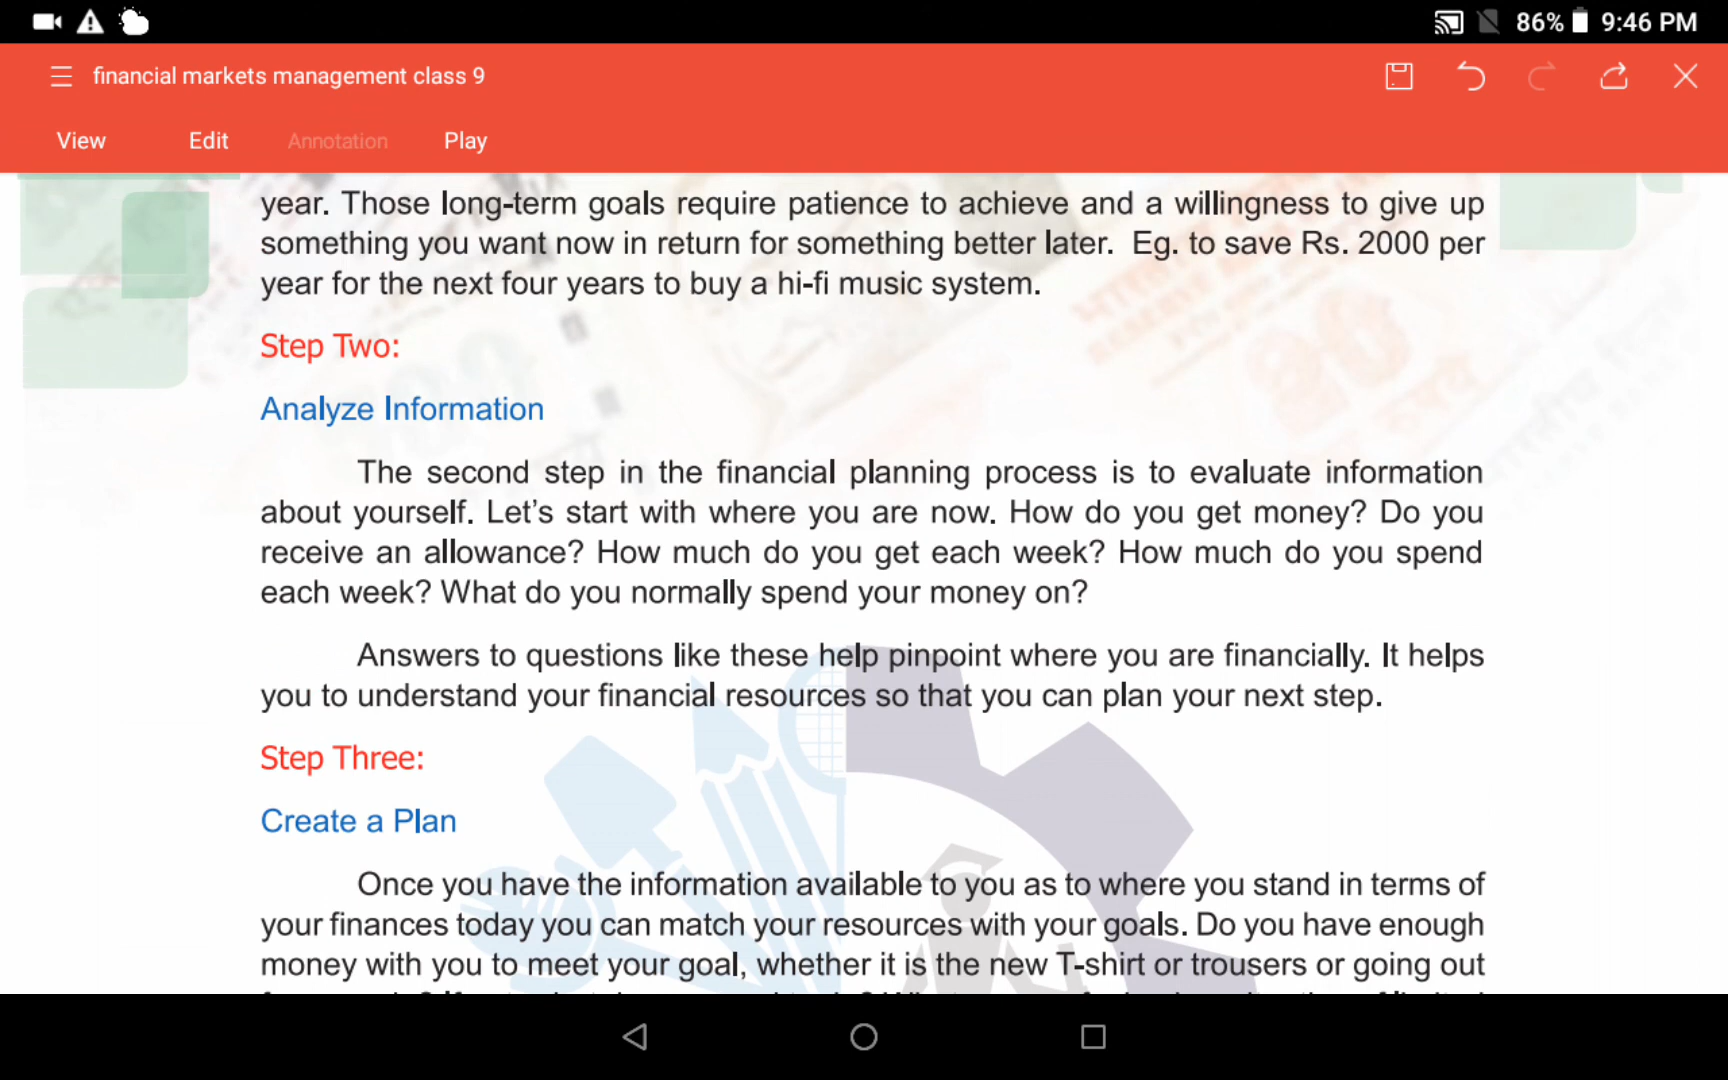 86% 9:46 PM
financial markets management class 9
View Edit Annotation Play
year. Those long-term goals require patience to achieve and a willingness to give up
something you want now in return for something better later. Eg. to save Rs. 2000 per
year for the next four years to buy a hi-fi music system.
Step Two:
Analyze Information
The second step in the financial planning process is to evaluate information
about yourself. Let's start with where you are now. How do you get money? Do you
receive an allowance? How much do you get each week? How much do you spend
each week? What do you normally spend your money on?
Answers to questions like these help pinpoint where you are financially. It helps
you to understand your financial resources so that you can plan your next step.
Step Three:
Create a Plan
Once you have the information available to you as to where you stand in terms of
your finances today you can match your resources with your goals. Do you have enough
money with you to meet your goal, whether it is the new T-shirt or trousers or going out